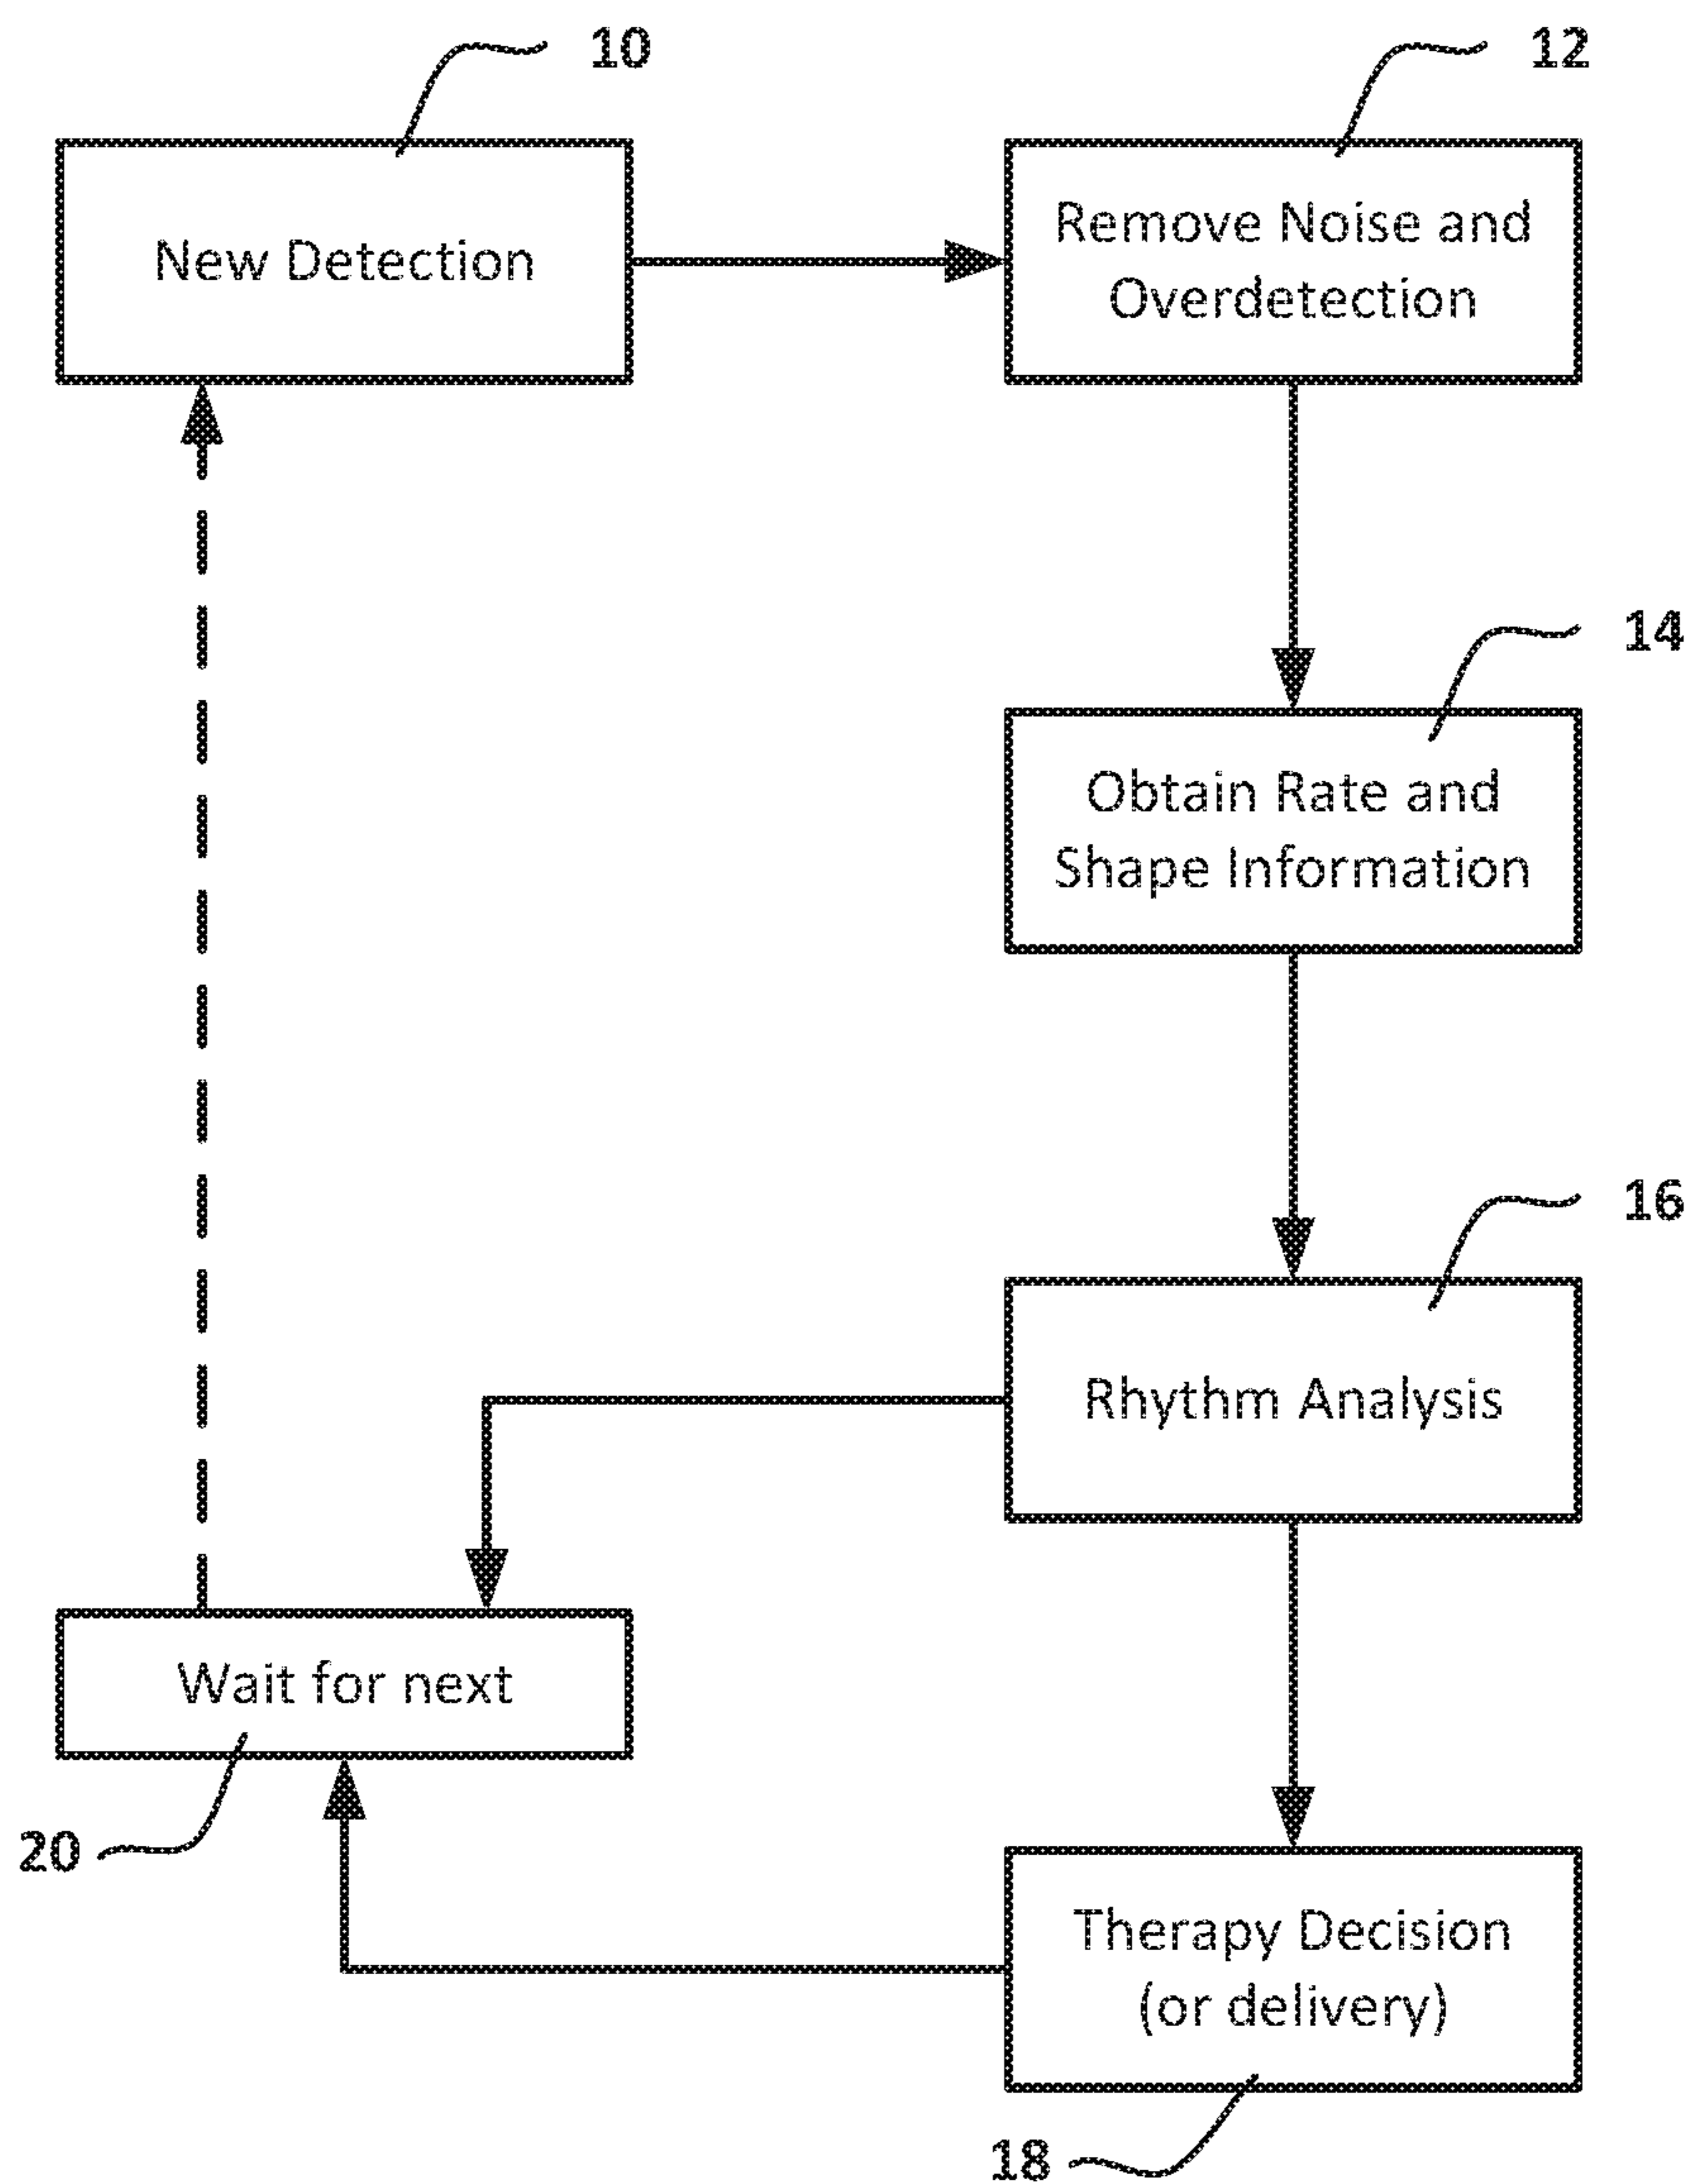 10
12
New Detection
Remove Noise and
Overdetection
14
Obtain Rate and
Shape Information
16
Rhythm Analysis
Wait for next
20
Therapy Decision
(or delivery)
18